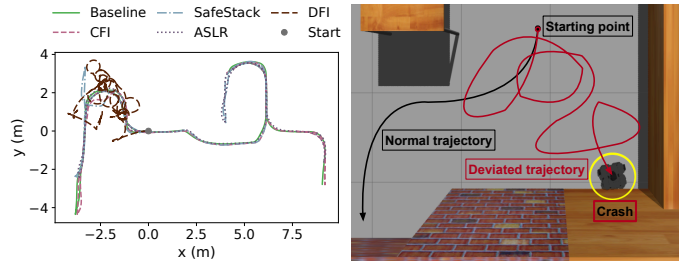 Baseline SafeStack DFI
CFI ASLR Start
4
2
0
−2
−4
y (m)
−2.5 0.0 2.5 5.0 7.5
x (m)
Starting point
Normal trajectory
Deviated trajectory
Crash